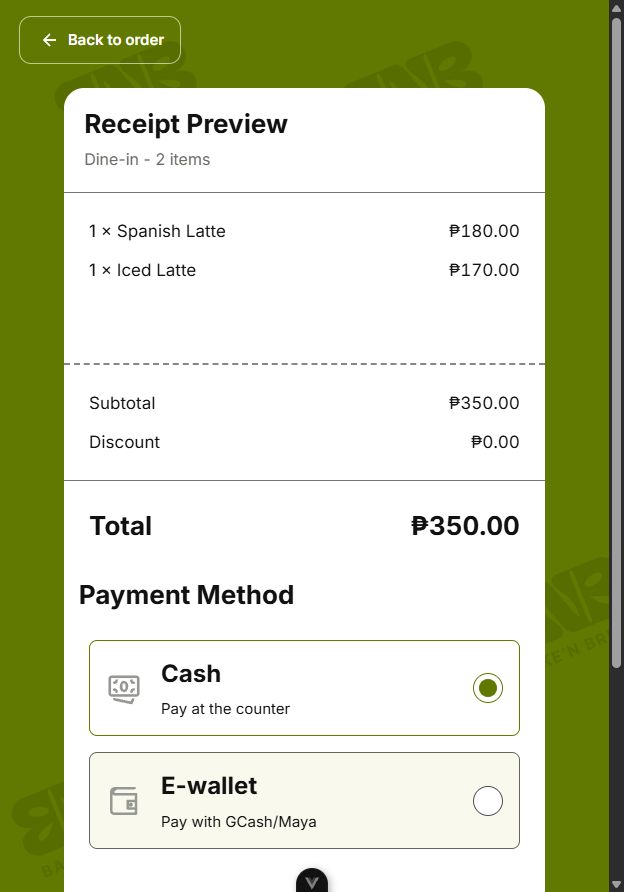 Back to order
Receipt Preview
Dine-in - 2 items
1 × Spanish Latte ₱180.00
1 × Iced Latte ₱170.00
Subtotal ₱350.00
Discount ₱0.00
Total ₱350.00
Payment Method
Cash
Pay at the counter
E-wallet
Pay with GCash/Maya